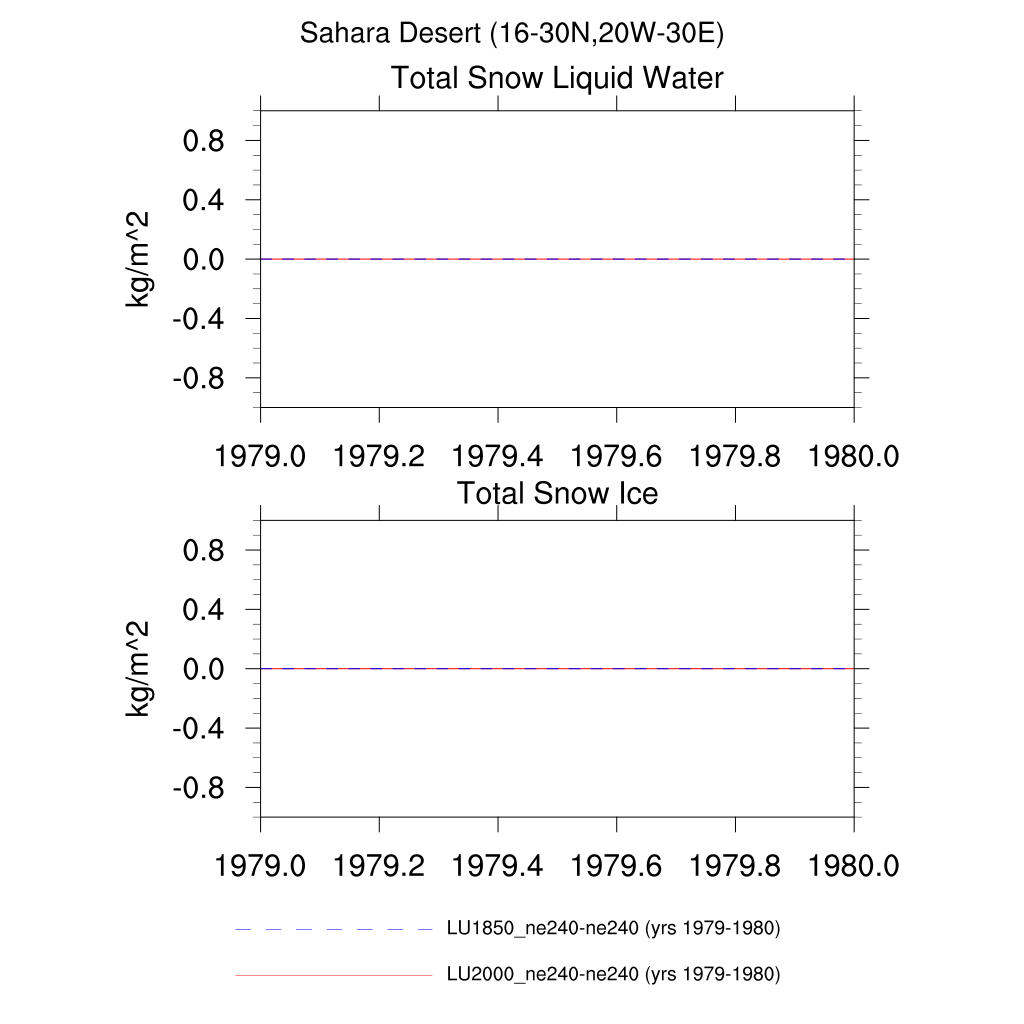 Sahara Desert (16-30N,20W-30E)
Total Snow Liquid Water
0.8
0.4
0.0
-0.4
-0.8
kg/m^2
1979.0 1979.2 1979.4 1979.6 1979.8 1980.0
Total Snow Ice
0.8
0.4
0.0
-0.4
-0.8
kg/m^2
1979.0 1979.2 1979.4 1979.6 1979.8 1980.0
LU1850_ne240-ne240 (yrs 1979-1980)
LU2000_ne240-ne240 (yrs 1979-1980)